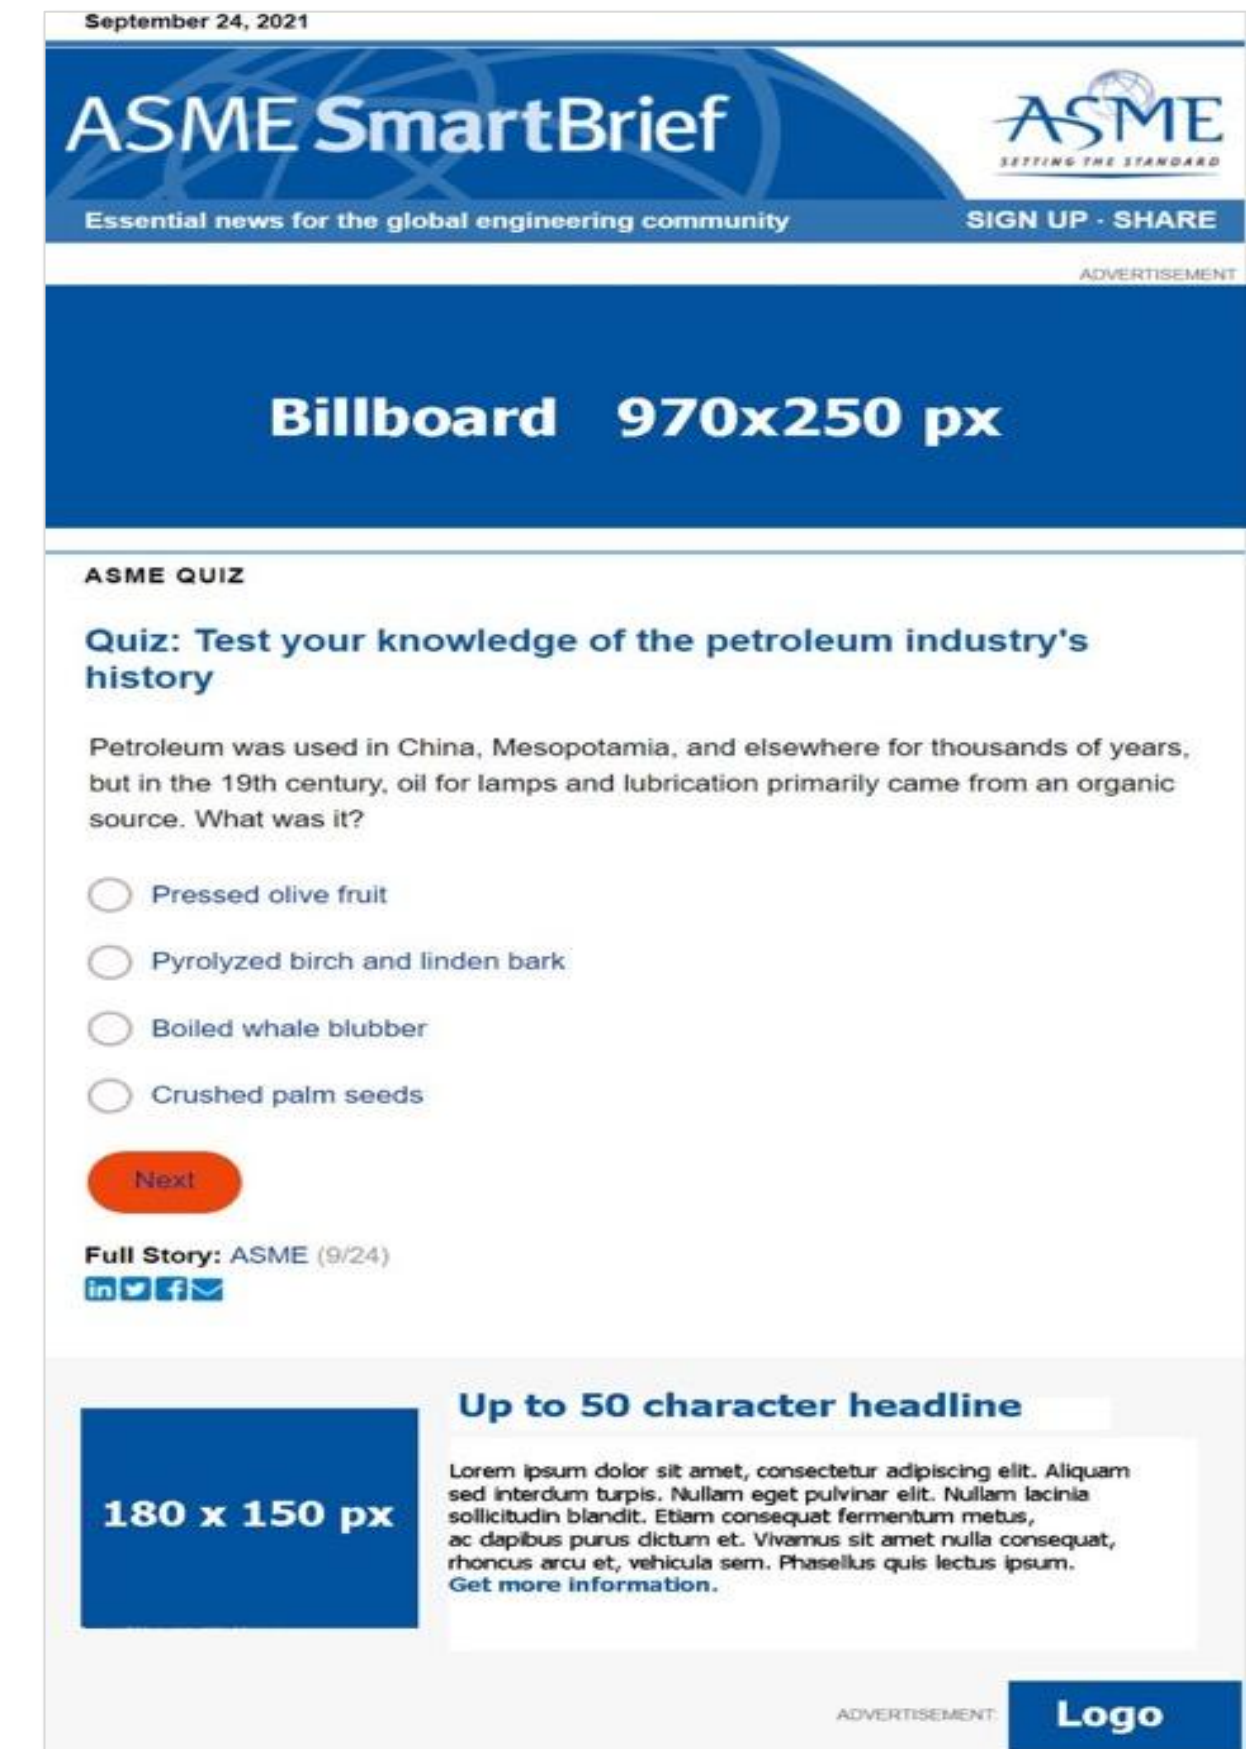 September 24, 2021
ASME SmartBrief
ASME
SETTING THE STANDARD
Essential news for the global engineering community
SIGN UP · SHARE
ADVERTISEMENT
Billboard 970x250 px
ASME QUIZ
Quiz: Test your knowledge of the petroleum industry's
history
Petroleum was used in China, Mesopotamia, and elsewhere for thousands of years,
but in the 19th century, oil for lamps and lubrication primarily came from an organic
source. What was it?
Pressed olive fruit
Pyrolyzed birch and linden bark
Boiled whale blubber
Crushed palm seeds
Next
Full Story: ASME (9/24)
in
f
180 x 150 px
Up to 50 character headline
Lorem ipsum dolor sit amet, consectetur adipiscing elit. Aliquam
sed interdum turpis. Nullam eget pulvinar elit. Nullam lacinia
sollicitudin blandit. Etiam consequat fermentum metus,
ac dapibus purus dictum et. Vivamus sit amet nulla consequat,
rhoncus arcu et, vehicula sem. Phasellus quis lectus ipsum.
Get more information.
ADVERTISEMENT:
Logo